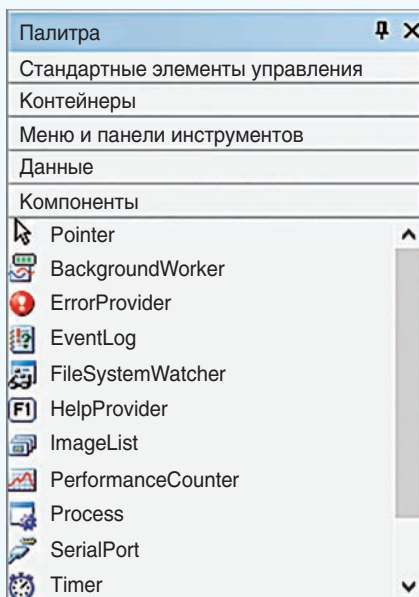 Палитра
Стандартные элементы управления
Контейнеры
Меню и панели инструментов
Данные
Компоненты
Pointer
BackgroundWorker
ErrorProvider
EventLog
FileSystemWatcher
F1 HelpProvider
ImageList
PerformanceCounter
Process
SerialPort
Timer